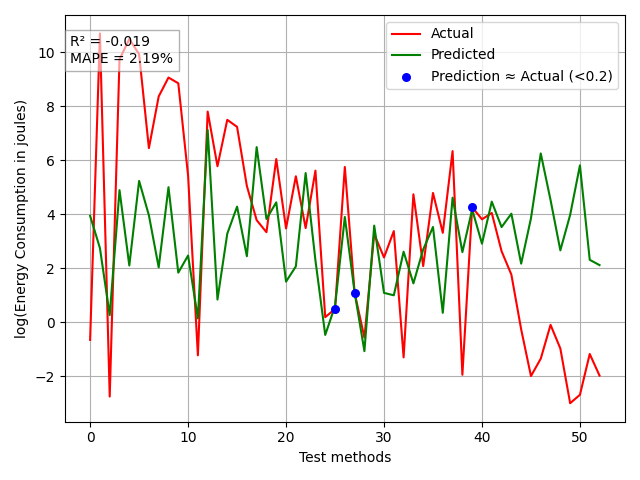 R² = -0.019
MAPE = 2.19%
Actual
Predicted
Prediction ≈ Actual (<0.2)
log(Energy Consumption in joules)
10
8
6
4
2
0
−2
0
10
20
30
40
50
Test methods